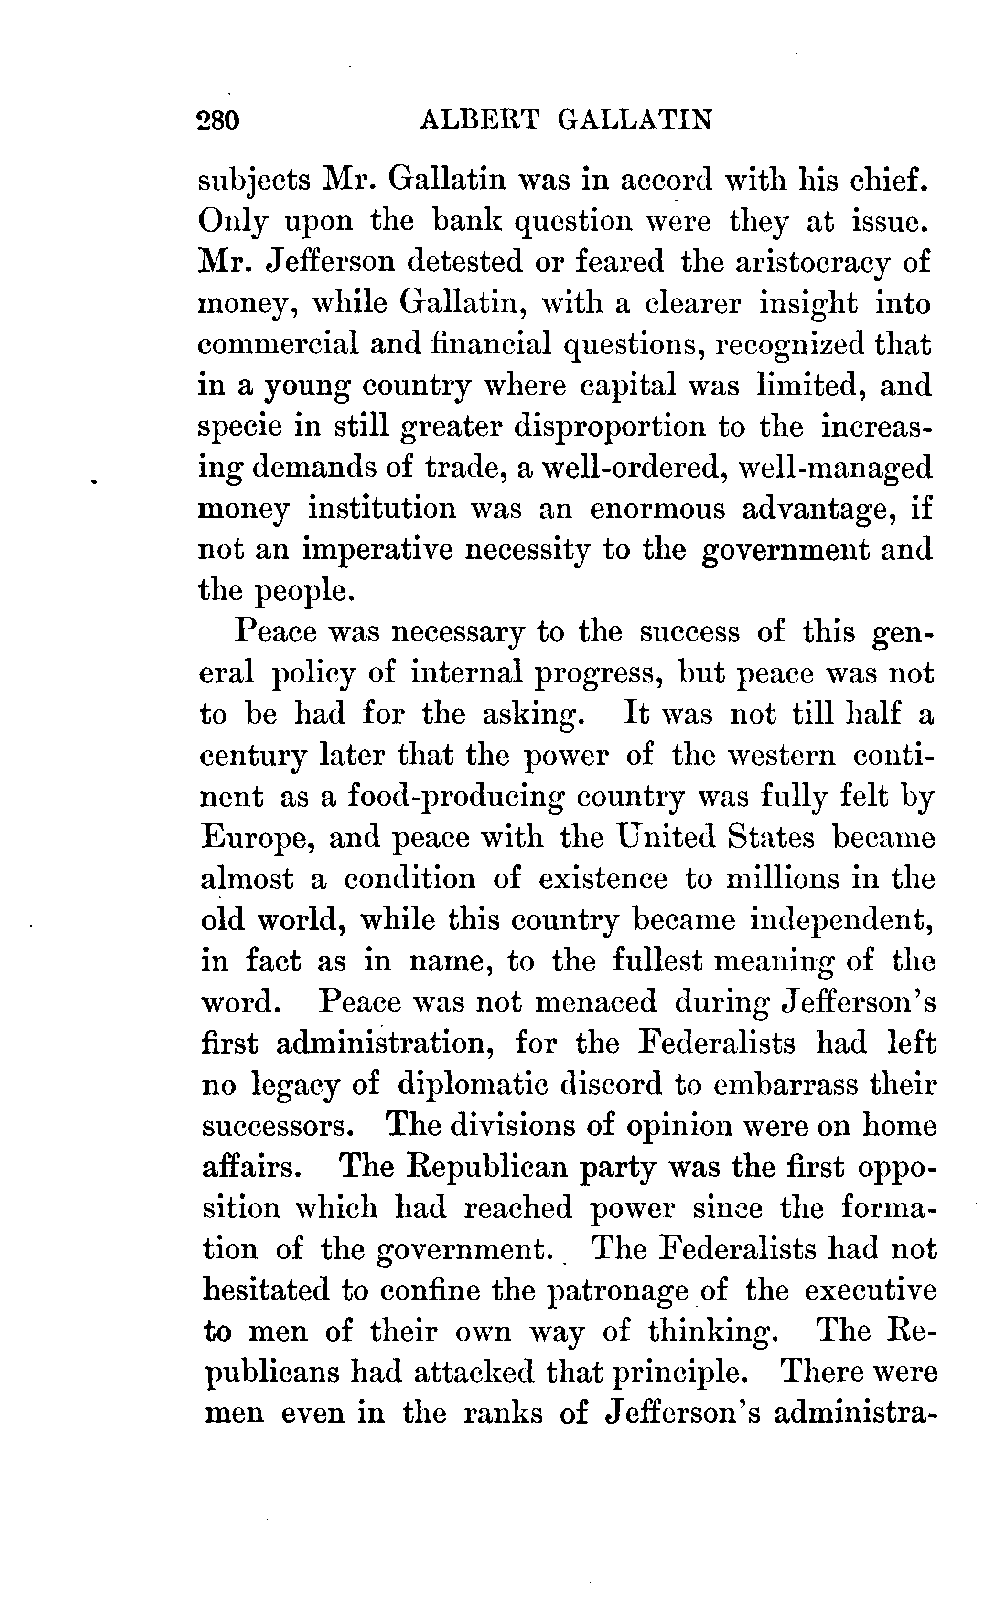 280 ALBERT GALLATIN
subjects Mr. Gallatin was in accord with his chief.
Only upon the bank question were they at issue.
Mr. Jefferson detested or feared the aristocracy of
money, while Gallatin, with a clearer insight into
commercial and financial questions, recognized that
in a young country where capital was limited, and
specie in still greater disproportion to the increas-
ing demands of trade, a well-ordered, well-managed
money institution was an enormous advantage, if
not an imperative necessity to the government and
the people.
Peace was necessary to the success of this gen-
eral policy of internal progress, but peace was not
to be had for the asking. It was not till half a
century later that the power of the western conti-
nent as a food-producing country was fully felt by
Europe, and peace with the United States became
almost a condition of existence to millions in the
old world, while this country became independent,
in fact as in name, to the fullest meaning of the
word. Peace was not menaced during Jefferson's
first administration, for the Federalists had left
no legacy of diplomatic discord to embarrass their
successors. The divisions of opinion were on home
affairs. The Republican party was the first oppo-
sition which had reached power since the forma-
tion of the government. The Federalists had not
hesitated to confine the patronage of the executive
to men of their own way of thinking. The Re-
publicans had attacked that principle. There were
men even in the ranks of Jefferson's administra-